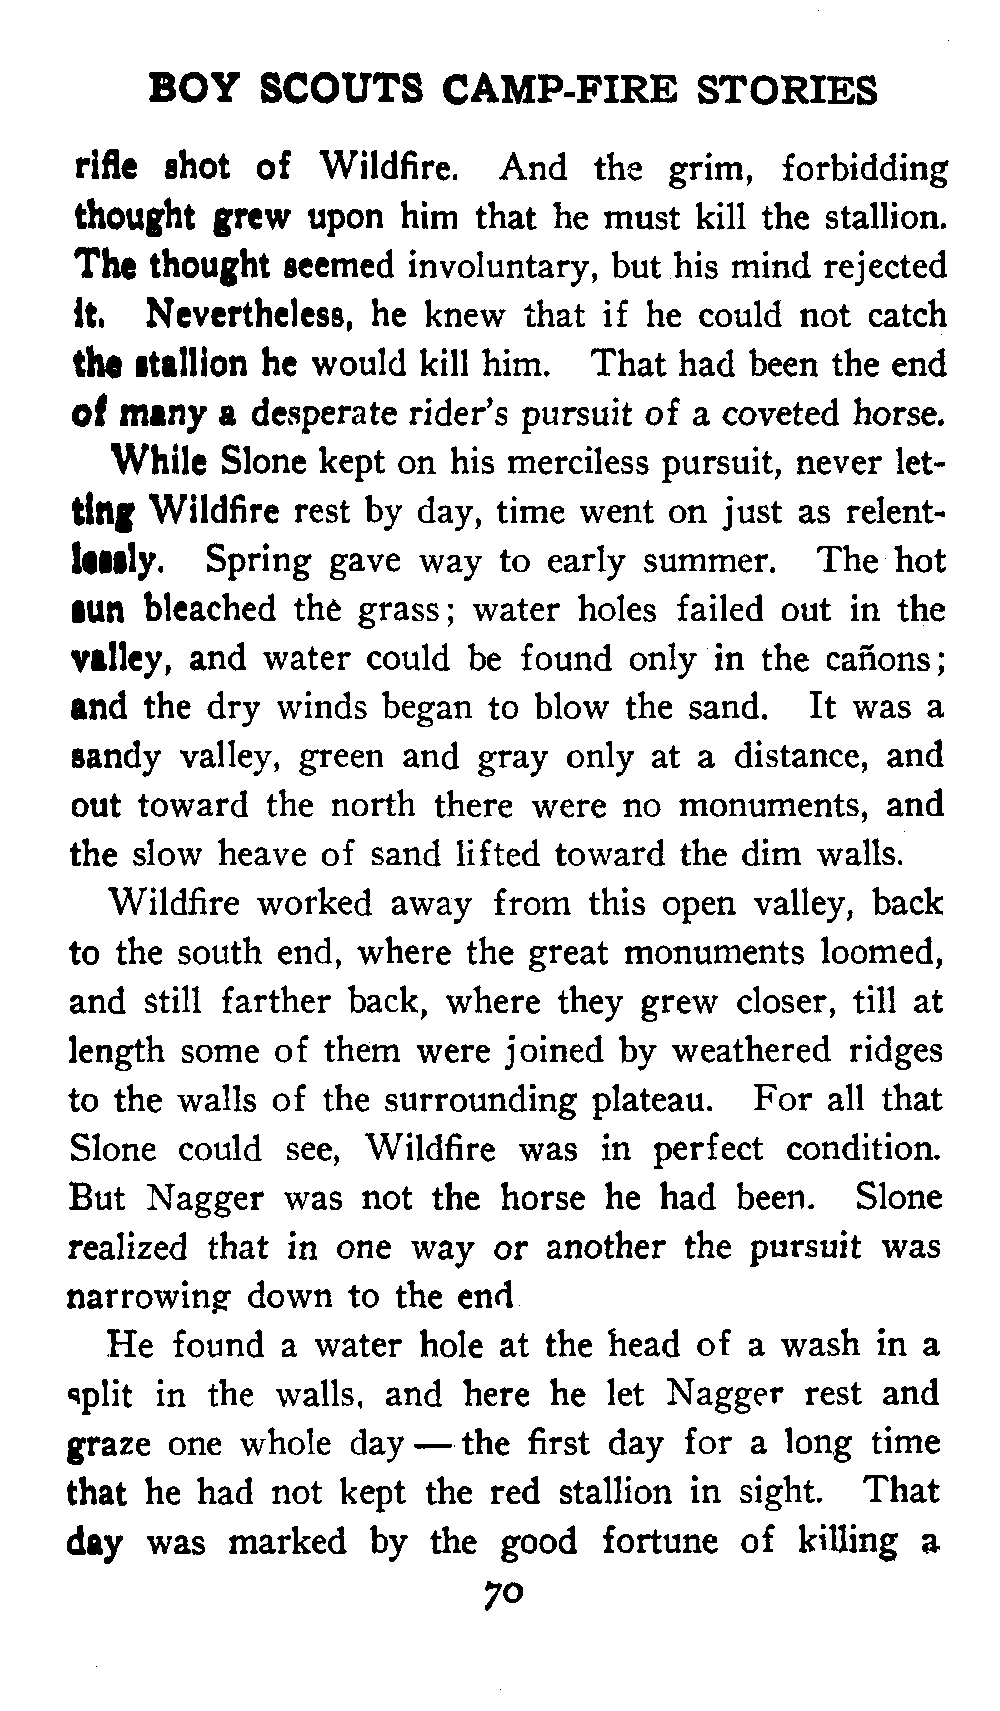 BOY SCOUTS CAMP-FIRE STORIES
rifle shot of Wildfire. And the grim, forbidding
thought grew upon him that he must kill the stallion.
The thought seemed involuntary, but his mind rejected
it. Nevertheless, he knew that if he could not catch
the stallion he would kill him. That had been the end
of many a desperate rider's pursuit of a coveted horse.
While Slone kept on his merciless pursuit, never let-
ting Wildfire rest by day, time went on just as relent-
lessly. Spring gave way to early summer. The hot
sun bleached the grass; water holes failed out in the
valley, and water could be found only in the cañons;
and the dry winds began to blow the sand. It was a
sandy valley, green and gray only at a distance, and
out toward the north there were no monuments, and
the slow heave of sand lifted toward the dim walls.
Wildfire worked away from this open valley, back
to the south end, where the great monuments loomed,
and still farther back, where they grew closer, till at
length some of them were joined by weathered ridges
to the walls of the surrounding plateau. For all that
Slone could see, Wildfire was in perfect condition.
But Nagger was not the horse he had been. Slone
realized that in one way or another the pursuit was
narrowing down to the end
He found a water hole at the head of a wash in a
split in the walls, and here he let Nagger rest and
graze one whole day — the first day for a long time
that he had not kept the red stallion in sight. That
day was marked by the good fortune of killing a
70